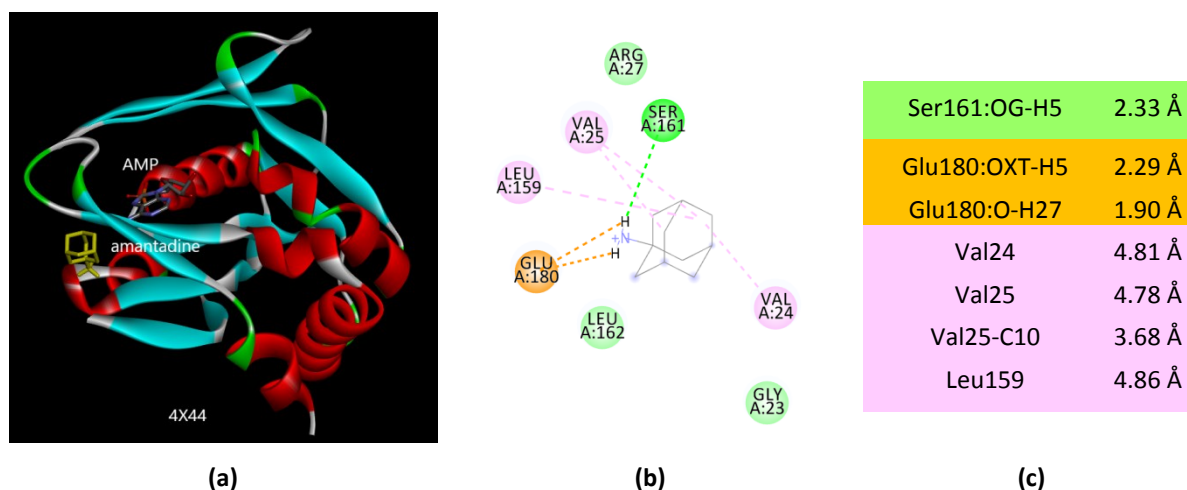 AMP
amantadine
4X44
(a)
ARG
A:27
SER
A:161
VAL
A:25
LEU
A:159
H
+N
H
GLU
A:180
LEU
A:162
VAL
A:24
GLY
A:23
(b)
Ser161:OG-H5 2.33 Å
Glu180:OXT-H5 2.29 Å
Glu180:O-H27 1.90 Å
Val24 4.81 Å
Val25 4.78 Å
Val25-C10 3.68 Å
Leu159 4.86 Å
(c)